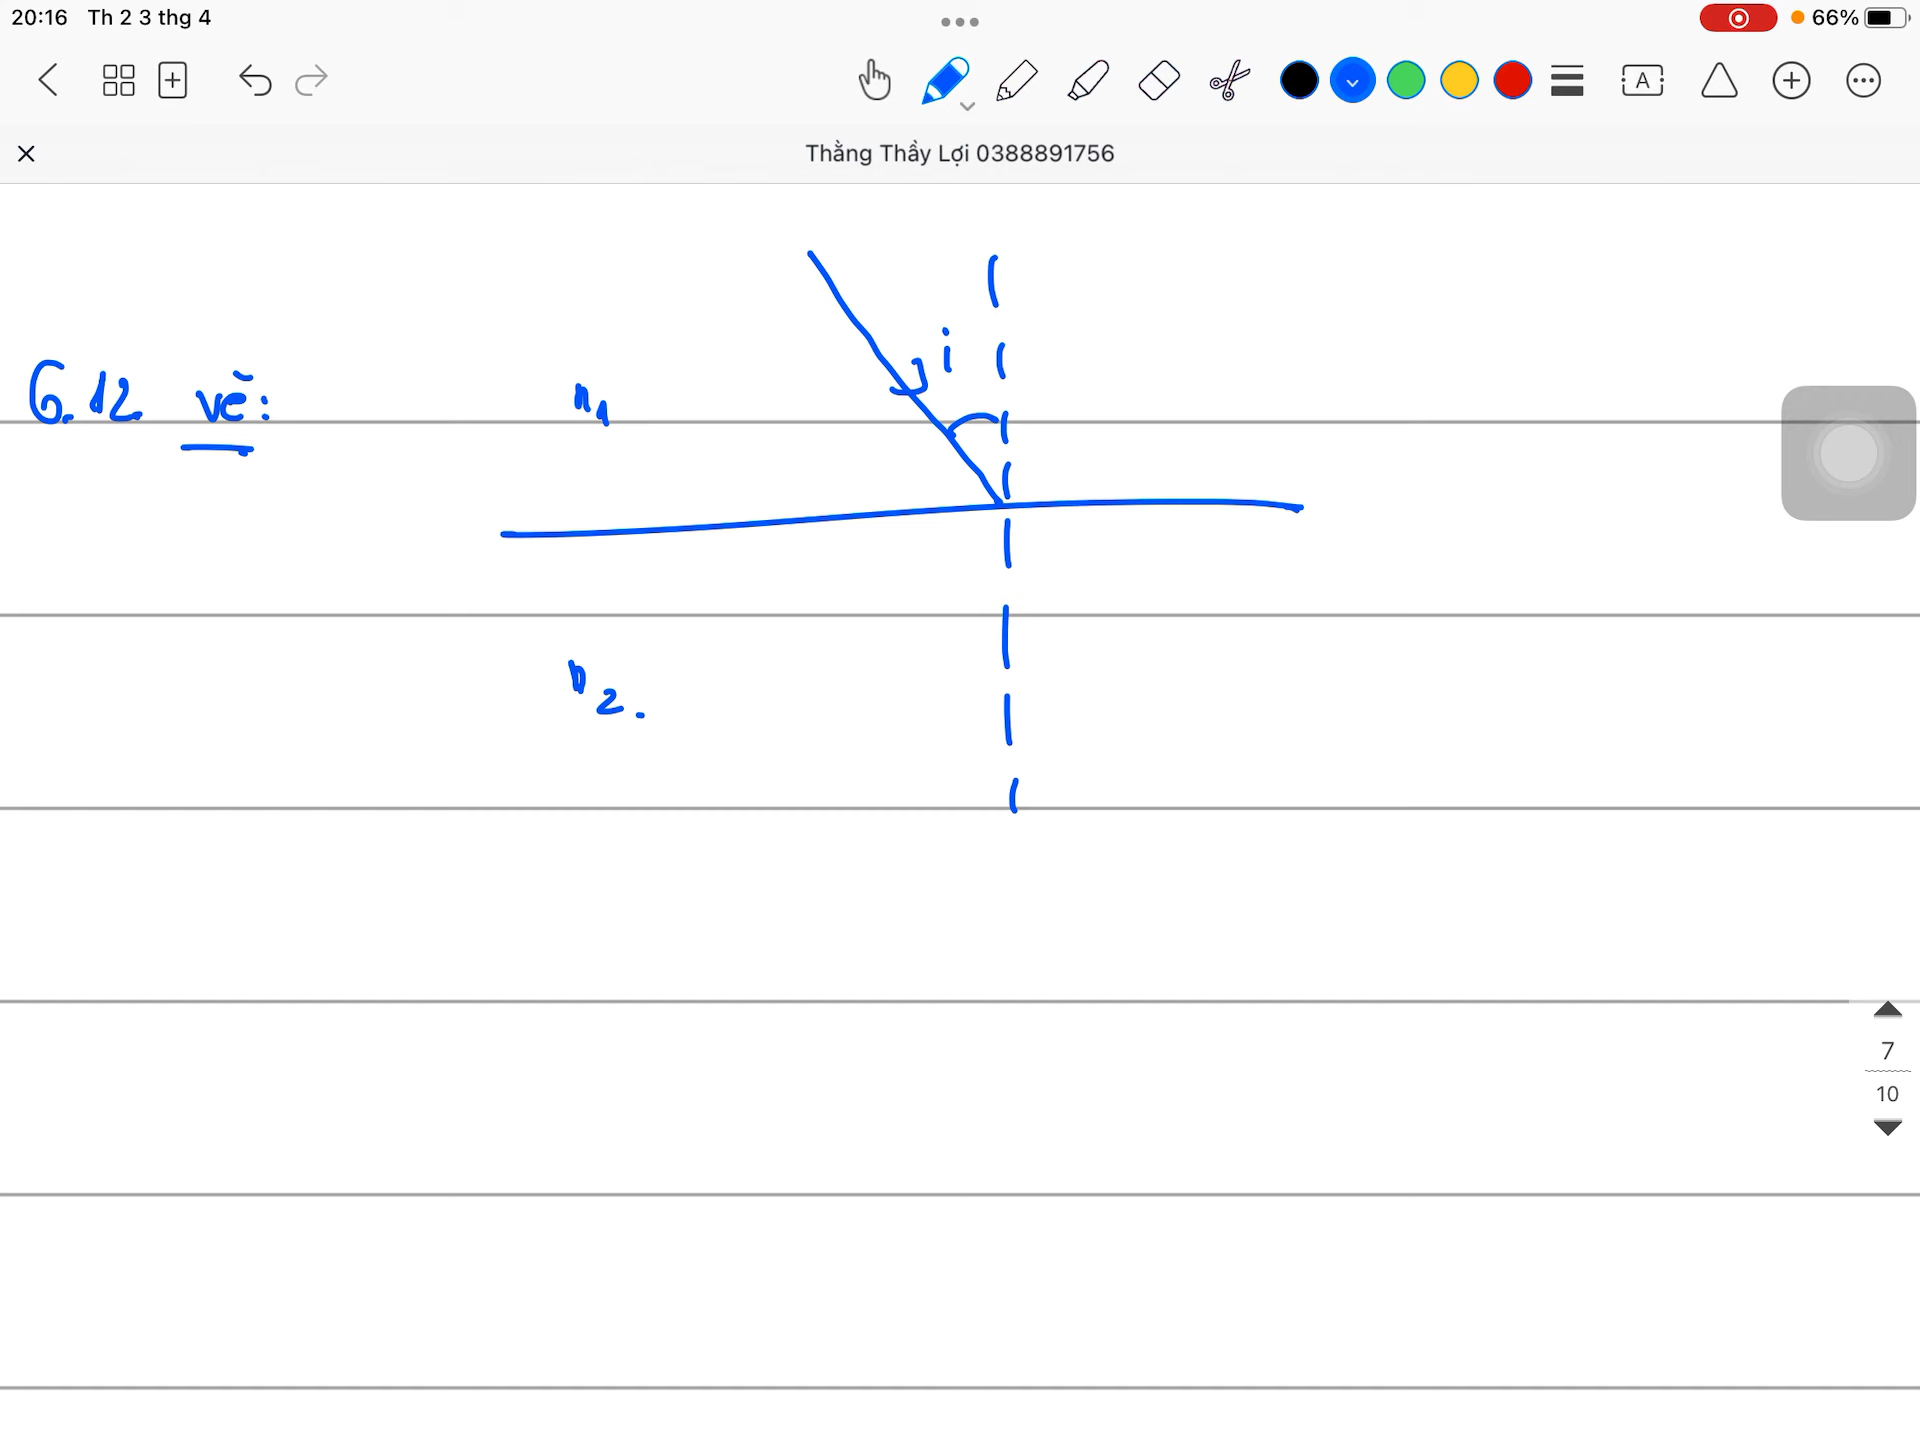 20:16 Th 2 3 thg 4
66%
A
Thằng Thầy Lợi 0388891756
i
6.12 vẽ:
n1
n2.
7
10